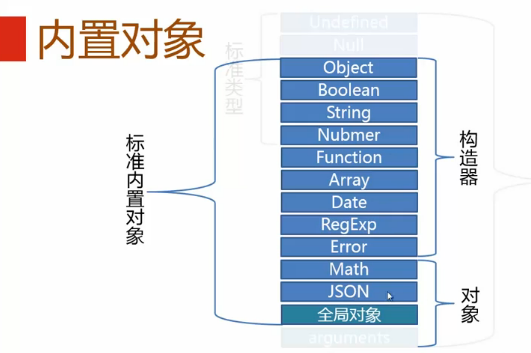 内置对象
Undefined
Null
标准类型
Object
Boolean
String
Nubmer
Function
Array
Date
RegExp
Error
Math
JSON
全局对象
arguments
标准内置对象
构造器
对象